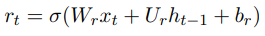 r_t = σ(W_r x_t + U_r h_{t−1} + b_r)